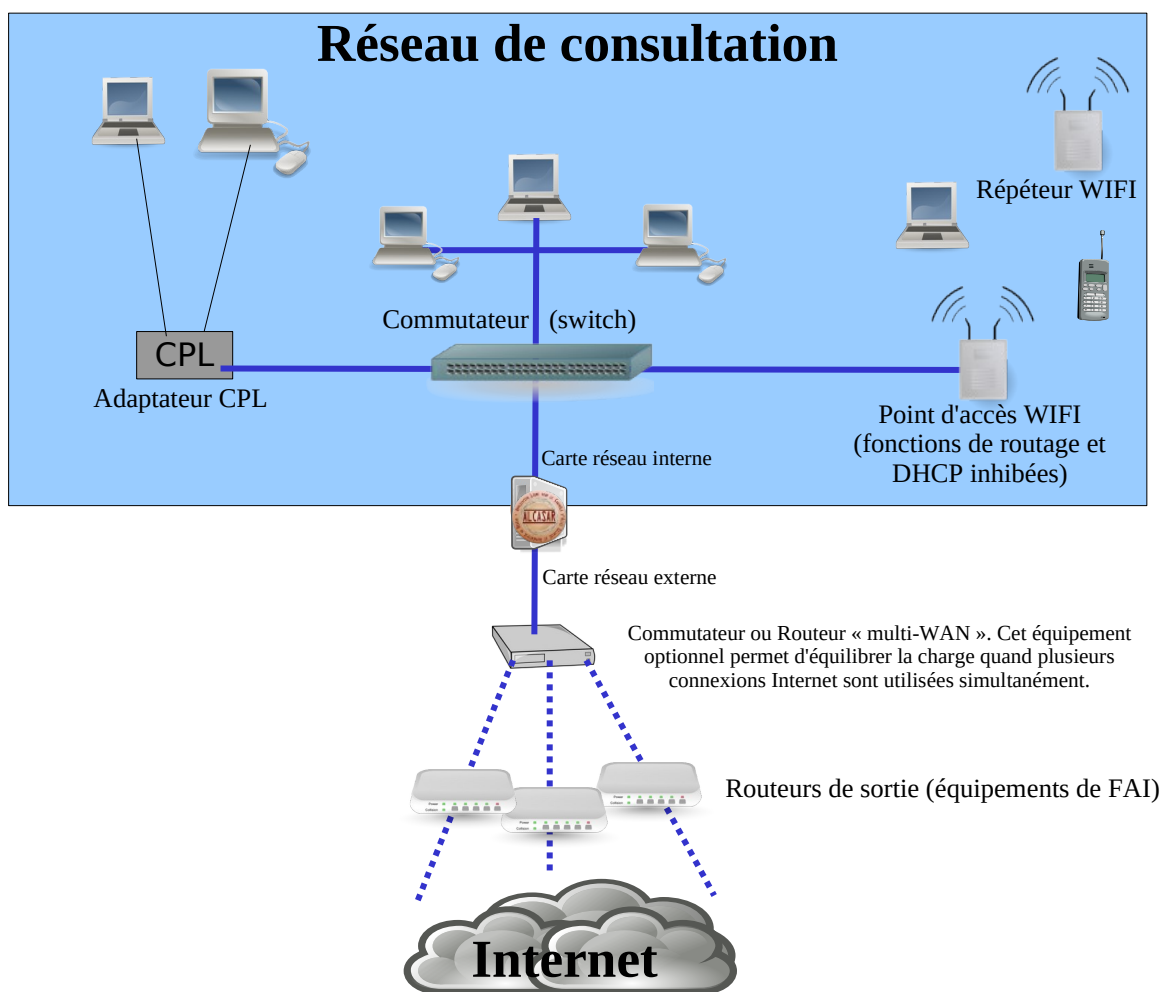 Réseau de consultation
Répéteur WIFI
Commutateur (switch)
CPL
Adaptateur CPL
Point d'accès WIFI
(fonctions de routage et
DHCP inhibées)
Carte réseau interne
ALCASAR
Carte réseau externe
Commutateur ou Routeur « multi-WAN ». Cet équipement
optionnel permet d'équilibrer la charge quand plusieurs
connexions Internet sont utilisées simultanément.
Routeurs de sortie (équipements de FAI)
Internet